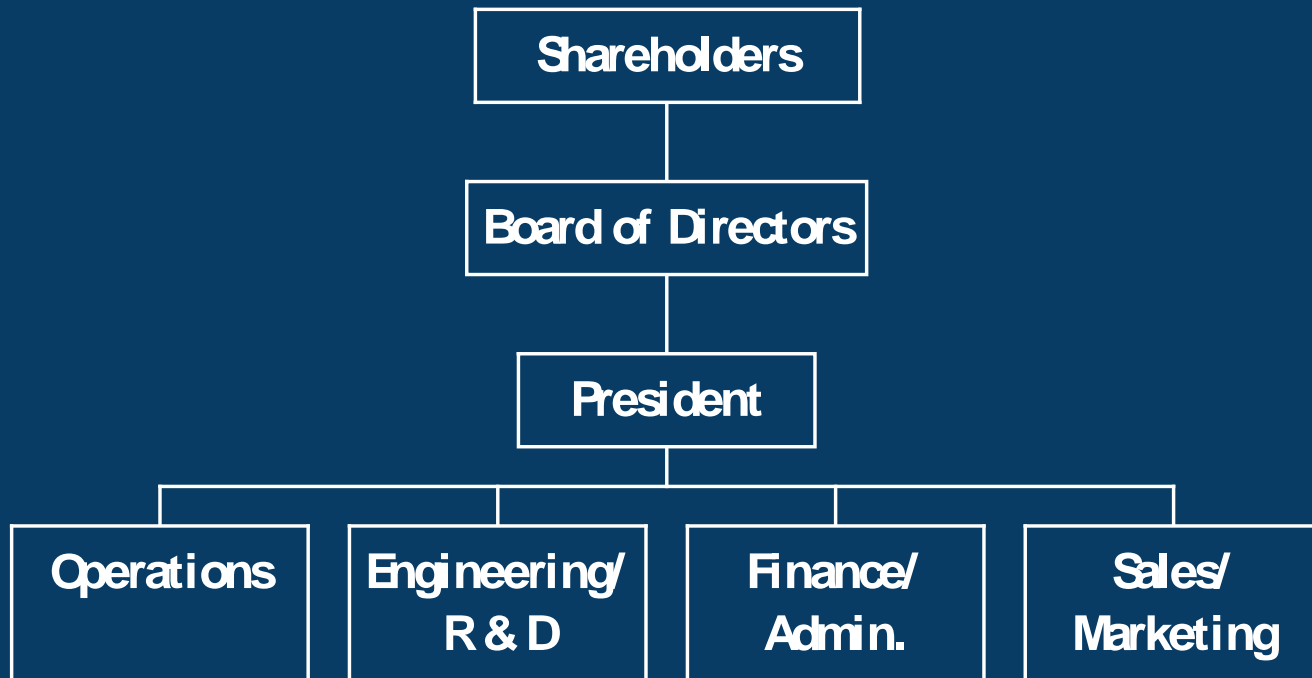 Shareholders
Board of Directors
President
Operations
Engineering/
R & D
Finance/
Admin.
Sales/
Marketing